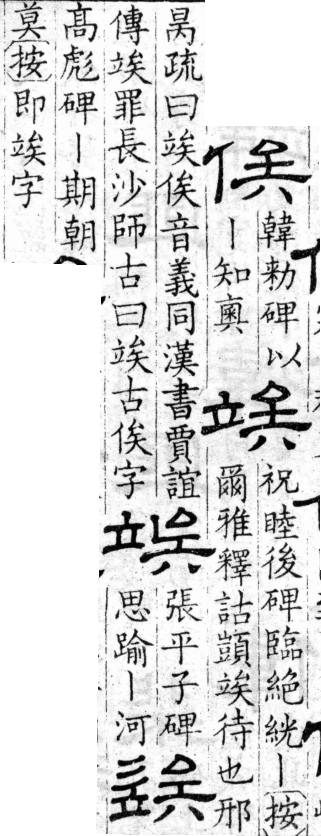 俟
韓勑碑以
丨知奧
竢
祝睦後碑臨絶綂丨按
爾雅釋詁顗竢待也邢
昺疏曰竢俟音義同漢書賈誼
傳竢罪長沙師古曰竢古俟字
竢
張平子碑
思踰丨河
竢
髙彪碑丨期朝
莫按即竢字